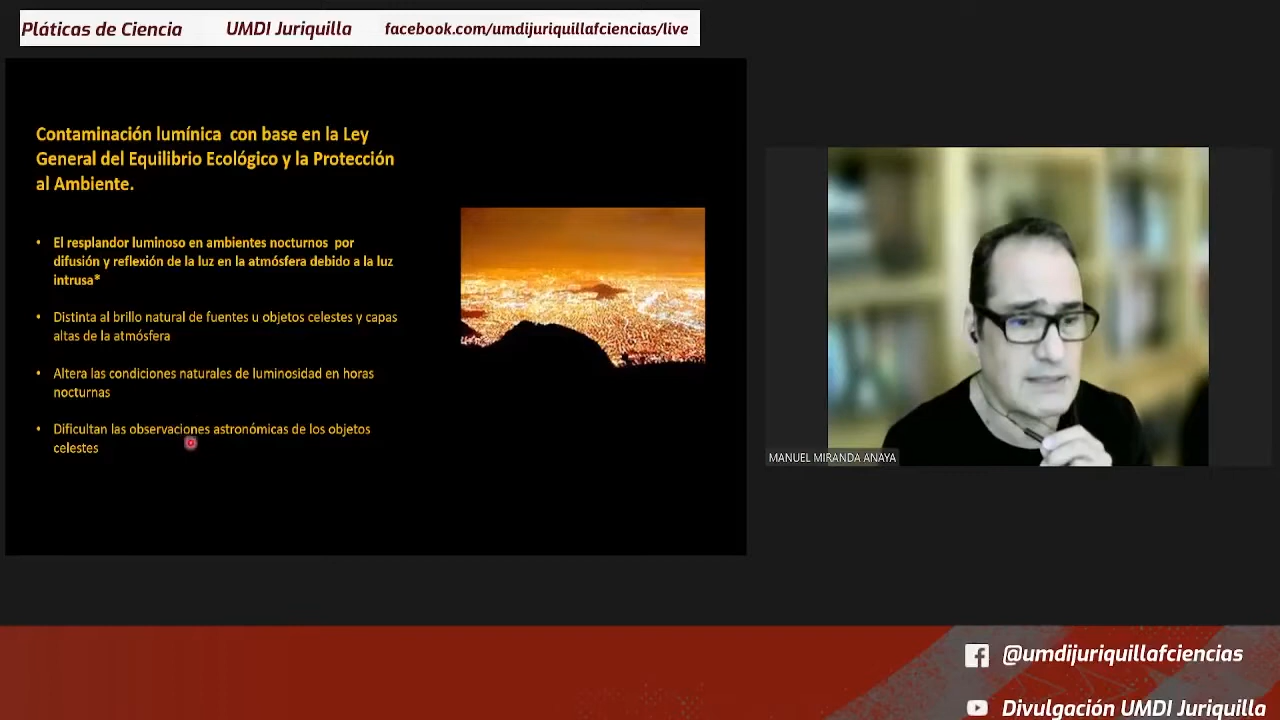 Pláticas de Ciencia UMDI Juriquilla facebook.com/umdijuriquillafciencias/live
Contaminación lumínica con base en la Ley
General del Equilibrio Ecológico y la Protección
al Ambiente.
• El resplandor luminoso en ambientes nocturnos por
difusión y reflexión de la luz en la atmósfera debido a la luz
intrusa*
• Distinta al brillo natural de fuentes u objetos celestes y capas
altas de la atmósfera
• Altera las condiciones naturales de luminosidad en horas
nocturnas
• Dificultan las observaciones astronómicas de los objetos
celestes
MANUEL MIRANDA ANAYA
@umdijuriquillafciencias
Divulgación UMDI Juriquilla